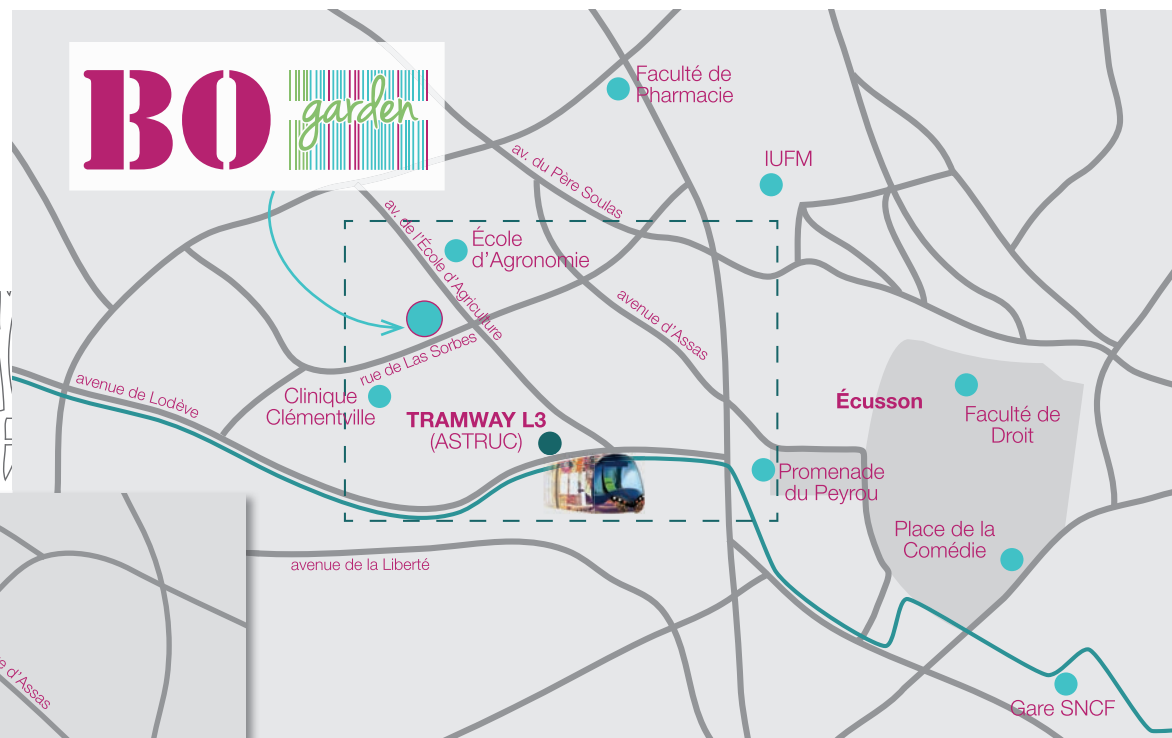 BO
garden
Faculté de
Pharmacie
IUFM
av. du Père Soulas
av. de l'École d'Agriculture
École
d'Agronomie
avenue d'Assas
rue de Las Sorbes
avenue de Lodève
Clinique
Clémentville
TRAMWAY L3
(ASTRUC)
Écusson
Faculté de
Droit
Promenade
du Peyrou
Place de la
Comédie
avenue de la Liberté
e d'Assas
Gare SNCF